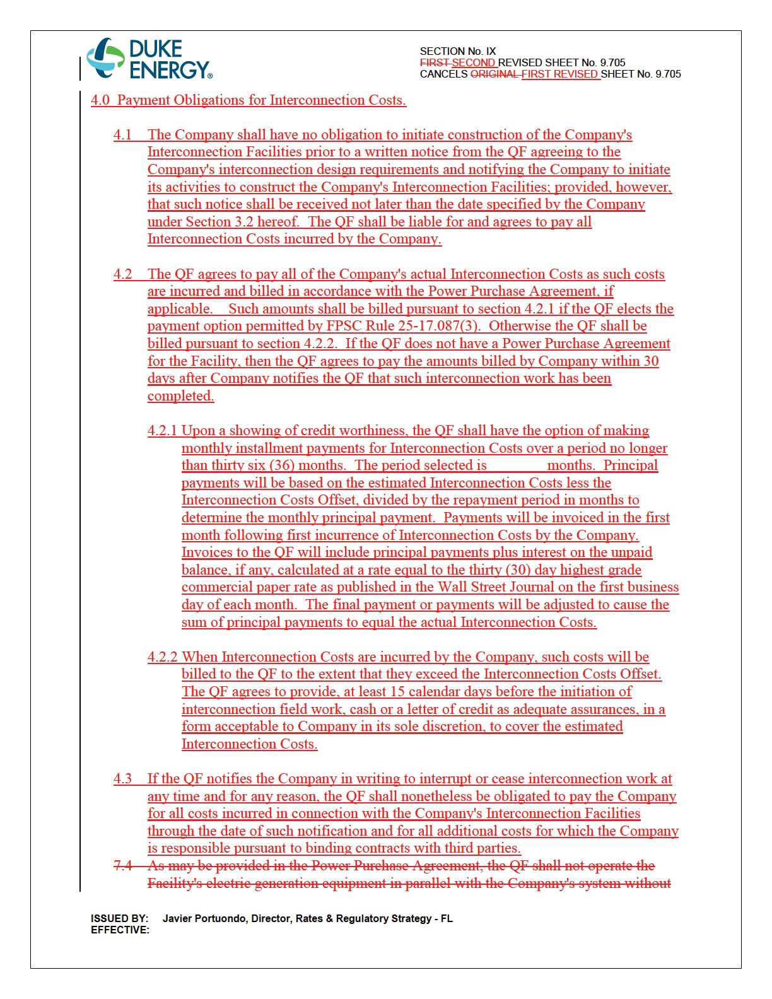 DUKE
ENERGY®
SECTION No. IX
FIRST SECOND REVISED SHEET No. 9.705
CANCELS ORIGINAL FIRST REVISED SHEET No. 9.705
4.0 Payment Obligations for Interconnection Costs.
4.1 The Company shall have no obligation to initiate construction of the Company's
Interconnection Facilities prior to a written notice from the QF agreeing to the
Company's interconnection design requirements and notifying the Company to initiate
its activities to construct the Company's Interconnection Facilities; provided, however,
that such notice shall be received not later than the date specified by the Company
under Section 3.2 hereof. The QF shall be liable for and agrees to pay all
Interconnection Costs incurred by the Company.
4.2 The QF agrees to pay all of the Company's actual Interconnection Costs as such costs
are incurred and billed in accordance with the Power Purchase Agreement, if
applicable. Such amounts shall be billed pursuant to section 4.2.1 if the QF elects the
payment option permitted by FPSC Rule 25-17.087(3). Otherwise the QF shall be
billed pursuant to section 4.2.2. If the QF does not have a Power Purchase Agreement
for the Facility, then the QF agrees to pay the amounts billed by Company within 30
days after Company notifies the QF that such interconnection work has been
completed.
4.2.1 Upon a showing of credit worthiness, the QF shall have the option of making
monthly installment payments for Interconnection Costs over a period no longer
than thirty six (36) months. The period selected is ________ months. Principal
payments will be based on the estimated Interconnection Costs less the
Interconnection Costs Offset, divided by the repayment period in months to
determine the monthly principal payment. Payments will be invoiced in the first
month following first incurrence of Interconnection Costs by the Company.
Invoices to the QF will include principal payments plus interest on the unpaid
balance, if any, calculated at a rate equal to the thirty (30) day highest grade
commercial paper rate as published in the Wall Street Journal on the first business
day of each month. The final payment or payments will be adjusted to cause the
sum of principal payments to equal the actual Interconnection Costs.
4.2.2 When Interconnection Costs are incurred by the Company, such costs will be
billed to the QF to the extent that they exceed the Interconnection Costs Offset.
The QF agrees to provide, at least 15 calendar days before the initiation of
interconnection field work, cash or a letter of credit as adequate assurances, in a
form acceptable to Company in its sole discretion, to cover the estimated
Interconnection Costs.
4.3 If the QF notifies the Company in writing to interrupt or cease interconnection work at
any time and for any reason, the QF shall nonetheless be obligated to pay the Company
for all costs incurred in connection with the Company's Interconnection Facilities
through the date of such notification and for all additional costs for which the Company
is responsible pursuant to binding contracts with third parties.
7.4 As may be provided in the Power Purchase Agreement, the QF shall not operate the
Facility's electric generation equipment in parallel with the Company's system without
ISSUED BY: Javier Portuondo, Director, Rates & Regulatory Strategy - FL
EFFECTIVE: